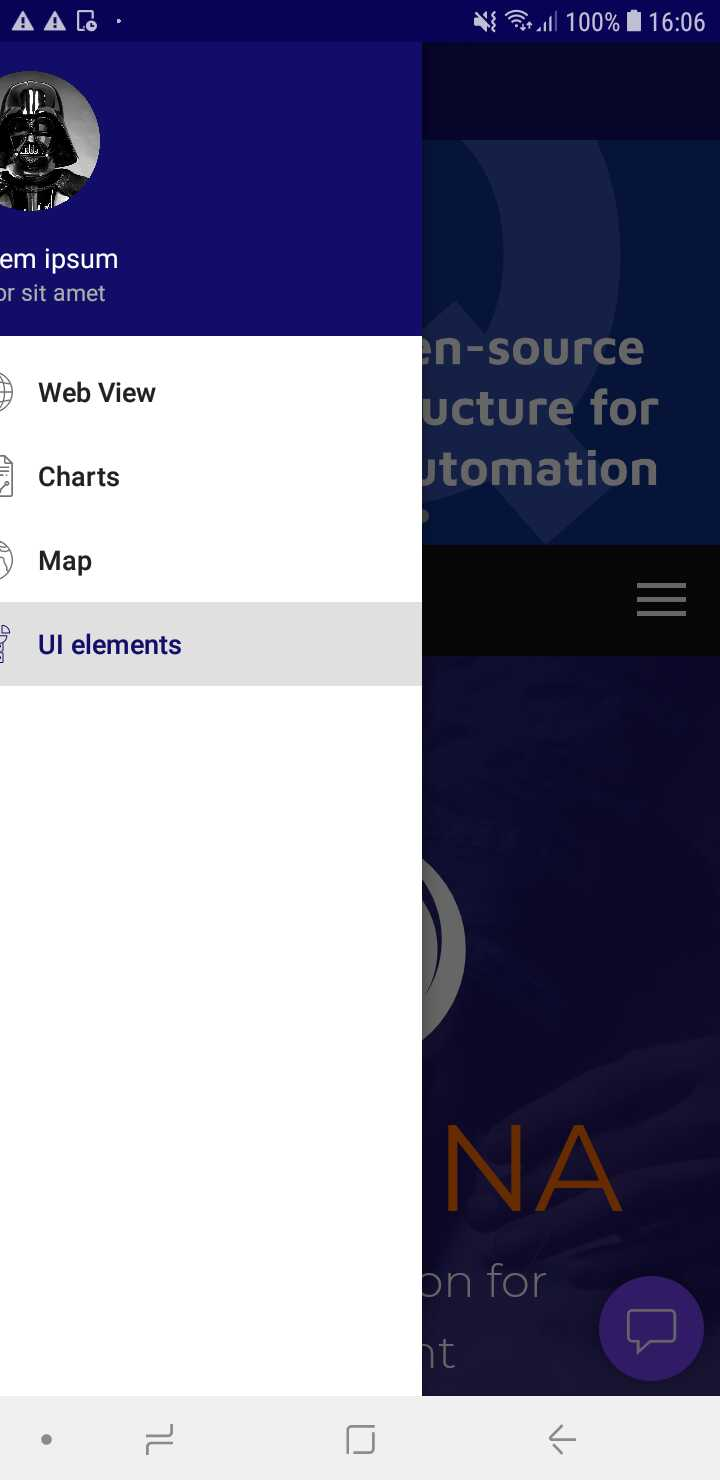 100% 16:06
em ipsum
or sit amet
Web View
Charts
Map
UI elements
en-source
ucture for
utomation
NA
on for
nt